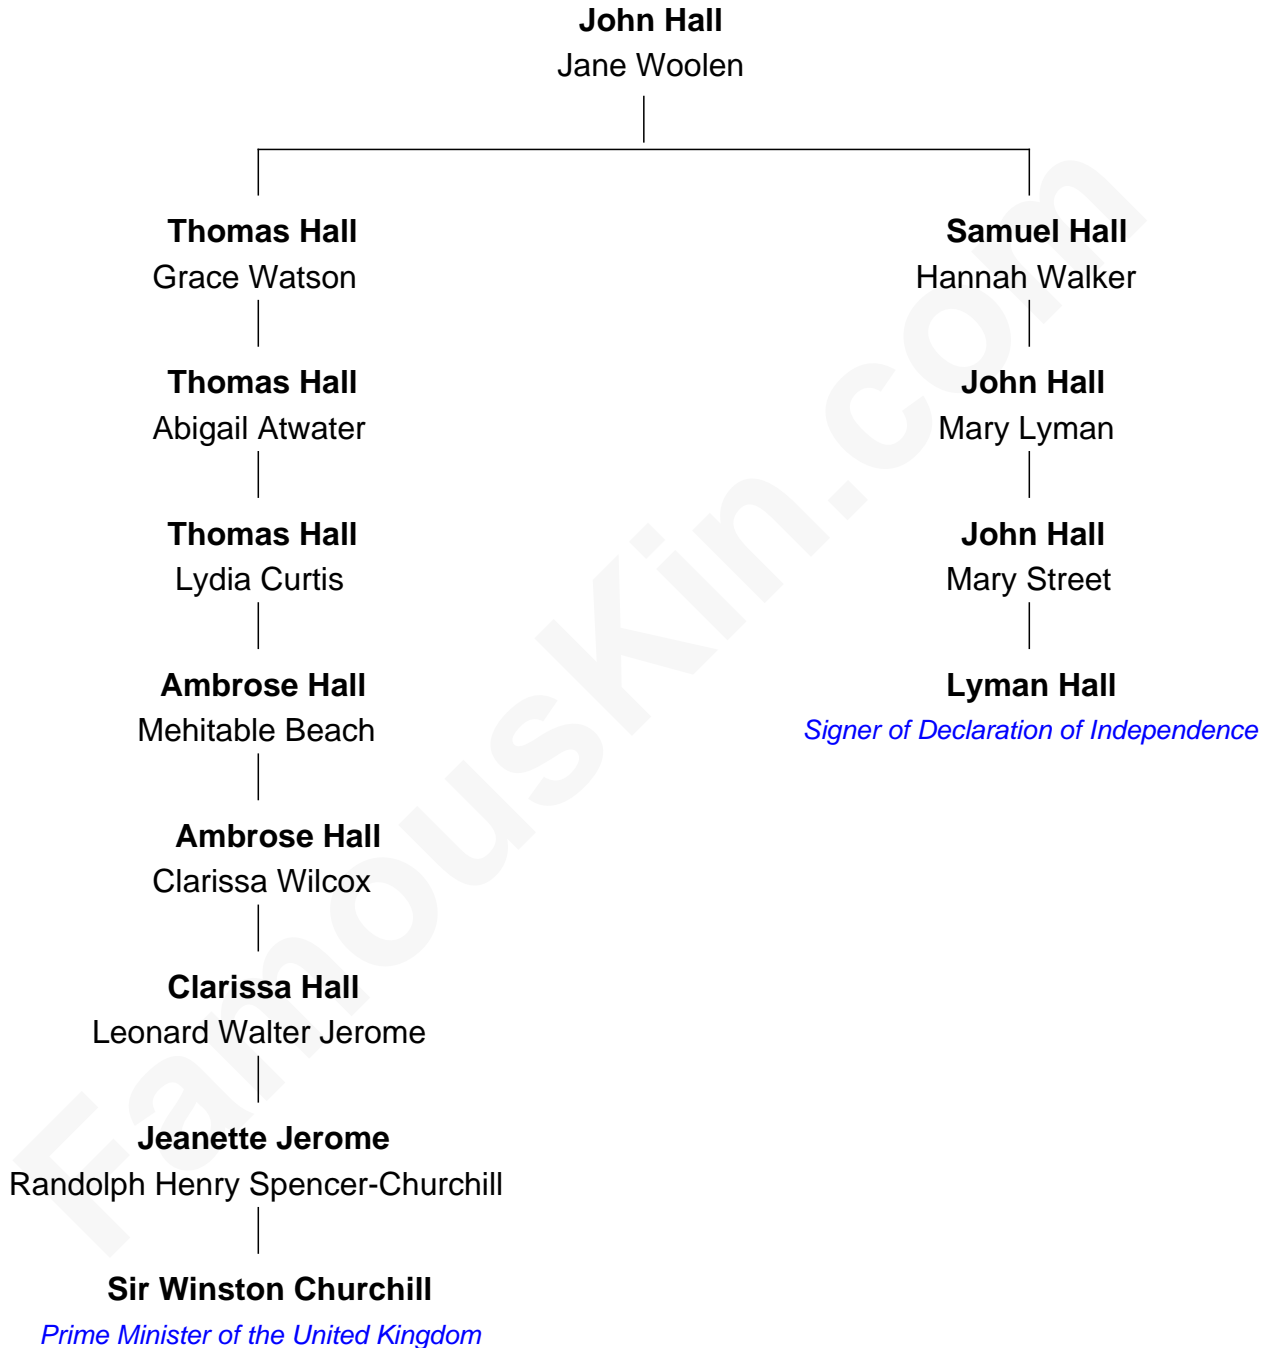 John Hall
Jane Woolen
Thomas Hall
Grace Watson
Samuel Hall
Hannah Walker
Thomas Hall
Abigail Atwater
John Hall
Mary Lyman
Thomas Hall
Lydia Curtis
John Hall
Mary Street
Ambrose Hall
Mehitable Beach
Lyman Hall
Signer of Declaration of Independence
Ambrose Hall
Clarissa Wilcox
Clarissa Hall
Leonard Walter Jerome
Jeanette Jerome
Randolph Henry Spencer-Churchill
Sir Winston Churchill
Prime Minister of the United Kingdom
FamousKin.com